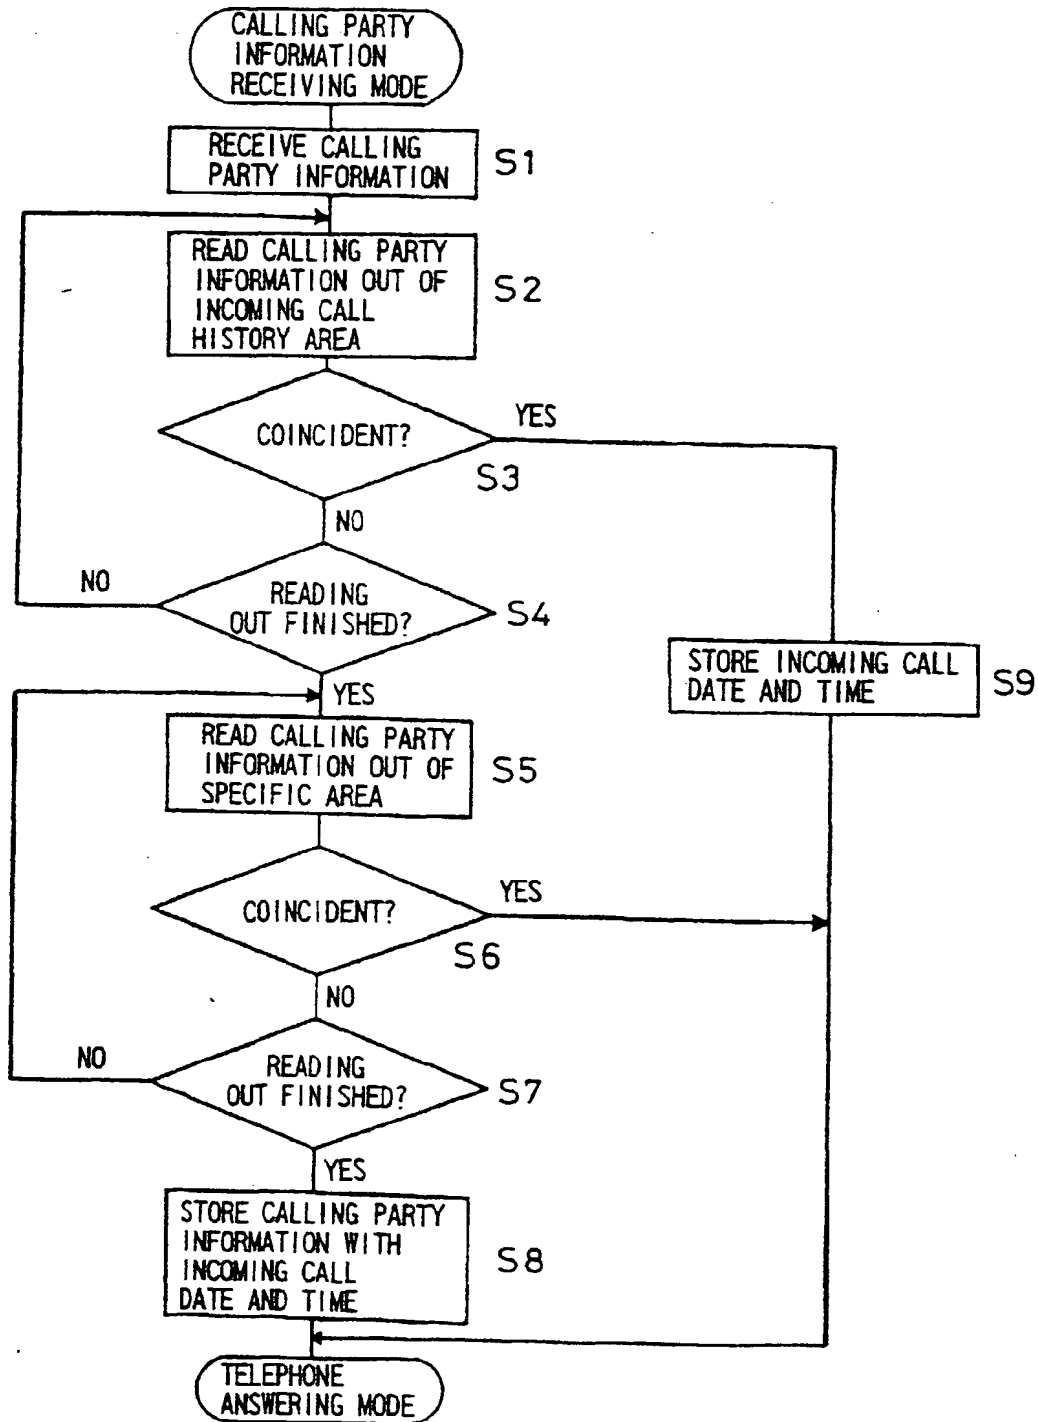 CALLING PARTY
INFORMATION
RECEIVING MODE
RECEIVE CALLING
PARTY INFORMATION
S1
READ CALLING PARTY
INFORMATION OUT OF
INCOMING CALL
HISTORY AREA
S2
COINCIDENT?
YES
S3
NO
READING
OUT FINISHED?
NO
S4
YES
STORE INCOMING CALL
DATE AND TIME
S9
READ CALLING PARTY
INFORMATION OUT OF
SPECIFIC AREA
S5
COINCIDENT?
YES
S6
NO
READING
OUT FINISHED?
NO
S7
YES
STORE CALLING PARTY
INFORMATION WITH
INCOMING CALL
DATE AND TIME
S8
TELEPHONE
ANSWERING MODE